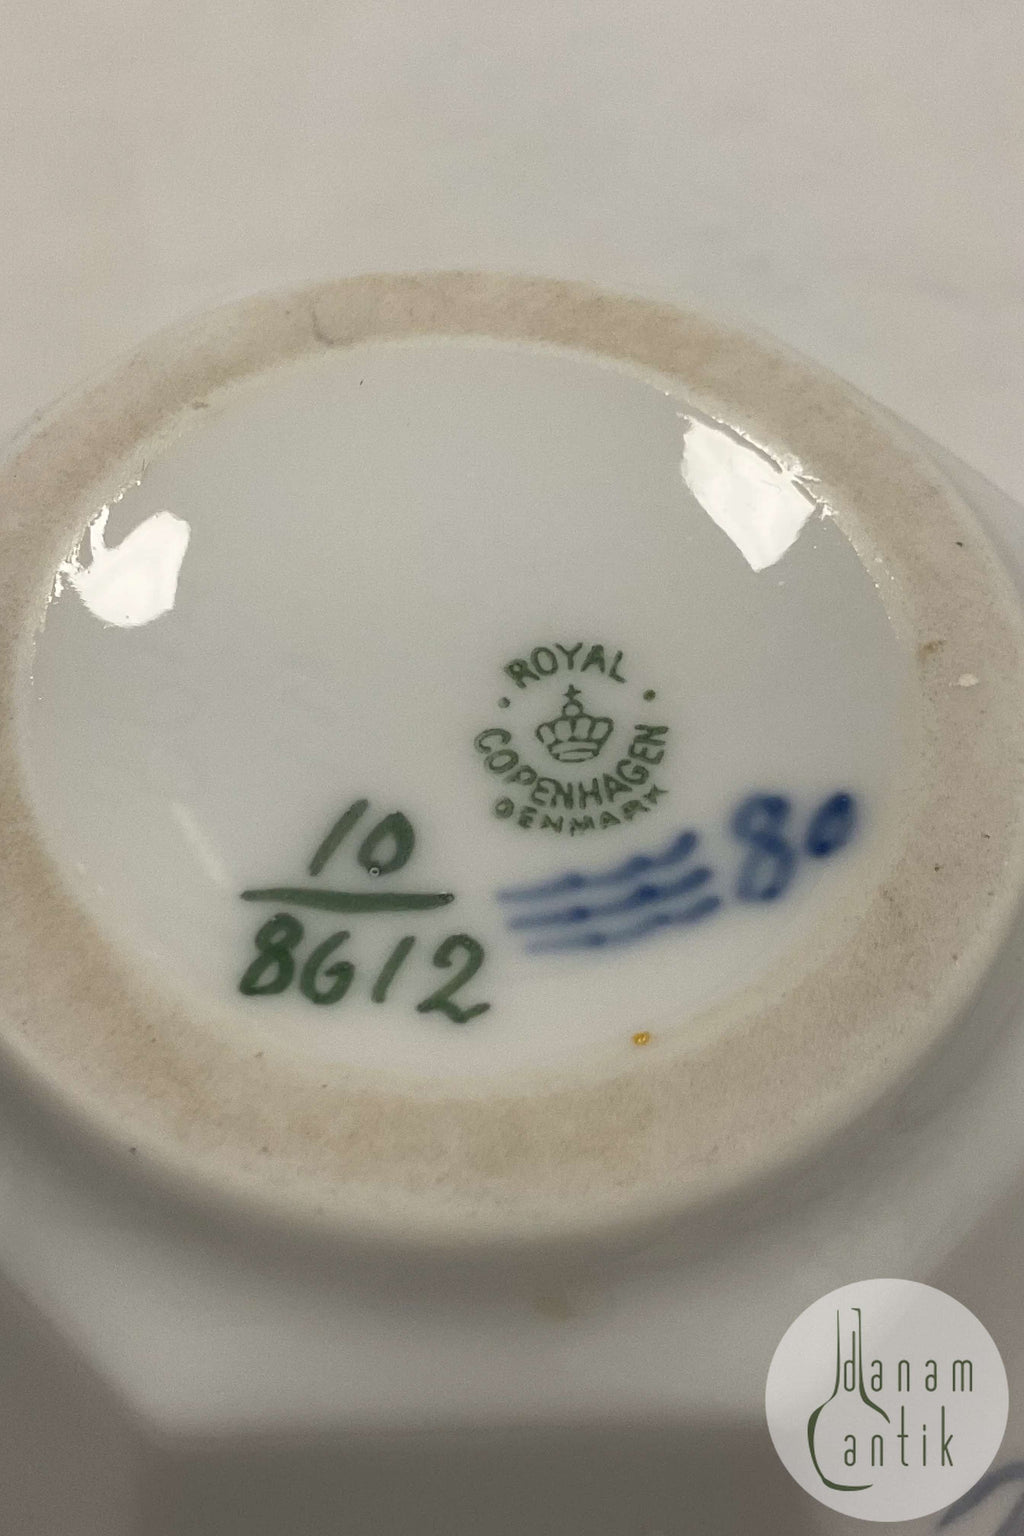 ROYAL
COPENHAGEN
DENMARK
10
8612
80
danam
antik